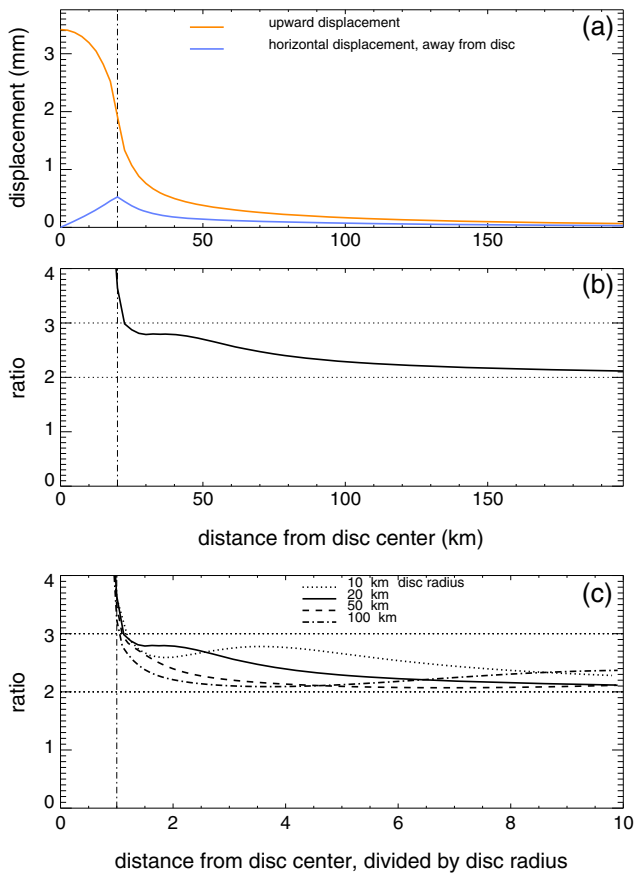 (a)
upward displacement
horizontal displacement, away from disc
displacement (mm)
3
2
1
0
0 50 100 150
(b)
ratio
4
3
2
1
0
0 50 100 150
distance from disc center (km)
(c)
10 km disc radius
20 km
50 km
100 km
ratio
4
3
2
1
0
0 2 4 6 8 10
distance from disc center, divided by disc radius